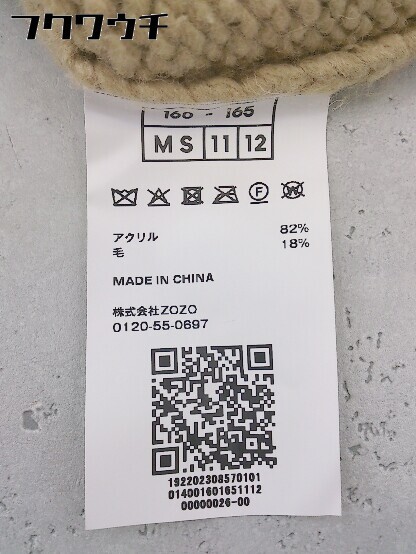 フクワウチ
160 - 165
MS 11 12
アクリル 82%
毛 18%
MADE IN CHINA
株式会社ZOZO
0120-55-0697
192202308570101
014001601651112
00000026-00